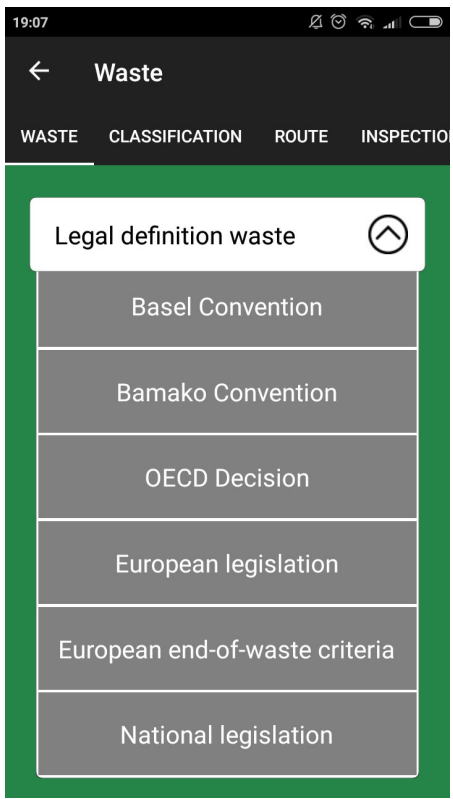 19:07
Waste
WASTE CLASSIFICATION ROUTE INSPECTIO
Legal definition waste
Basel Convention
Bamako Convention
OECD Decision
European legislation
European end-of-waste criteria
National legislation